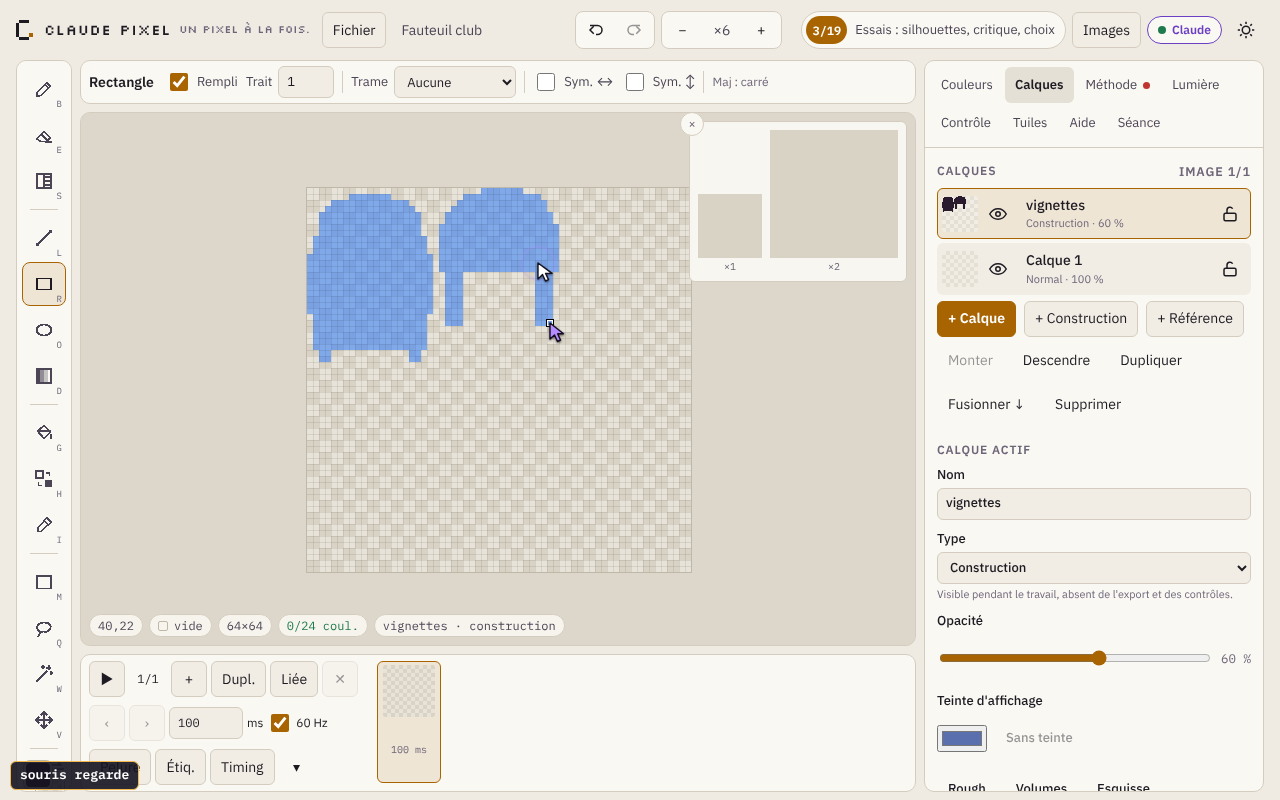 CLAUDE PIXEL UN PIXEL À LA FOIS. Fichier Fauteuil club
− ×6 + 3/19 Essais : silhouettes, critique, choix Images Claude
Rectangle Rempli Trait 1 Trame Aucune Sym. ↔ Sym. ↕ Maj : carré
B
E
S
L
R
O
D
G
H
I
M
Q
W
V
×
×1 ×2
40,22 vide 64×64 0/24 coul. vignettes · construction
▶ 1/1 + Dupl. Liée ×
‹ › 100 ms 60 Hz
Étiq. Timing ▼
100 ms
souris regarde
Couleurs Calques Méthode Lumière
Contrôle Tuiles Aide Séance
CALQUES IMAGE 1/1
vignettes
Construction · 60 %
Calque 1
Normal · 100 %
+ Calque + Construction + Référence
Monter Descendre Dupliquer
Fusionner ↓ Supprimer
CALQUE ACTIF
Nom
vignettes
Type
Construction
Visible pendant le travail, absent de l'export et des contrôles.
Opacité
60 %
Teinte d'affichage
Sans teinte
Rough Volumes Esquisse